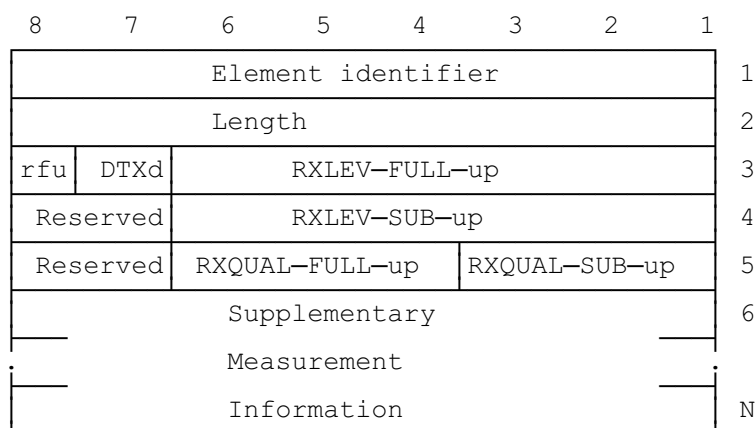 8 7 6 5 4 3 2 1
Element identifier 1
Length 2
rfu DTXd RXLEV-FULL-up 3
Reserved RXLEV-SUB-up 4
Reserved RXQUAL-FULL-up RXQUAL-SUB-up 5
Supplementary 6
Measurement
Information N